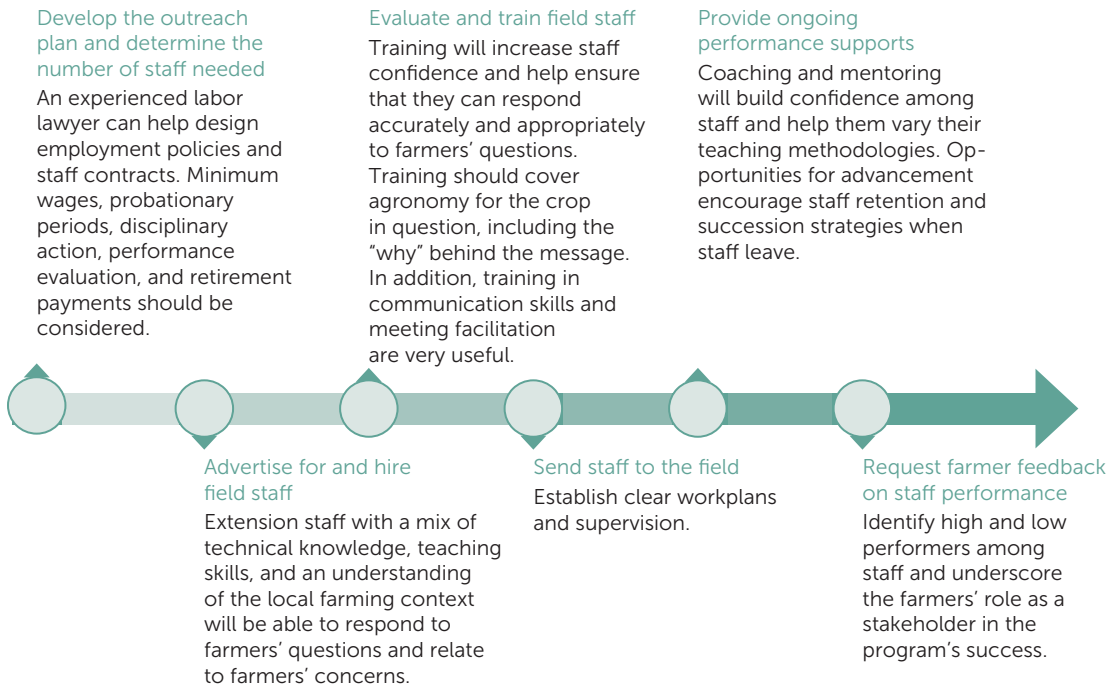 Develop the outreach
plan and determine the
number of staff needed
An experienced labor
lawyer can help design
employment policies and
staff contracts. Minimum
wages, probationary
periods, disciplinary
action, performance
evaluation, and retirement
payments should be
considered.
Advertise for and hire
field staff
Extension staff with a mix of
technical knowledge, teaching
skills, and an understanding
of the local farming context
will be able to respond to
farmers’ questions and relate
to farmers’ concerns.
Evaluate and train field staff
Training will increase staff
confidence and help ensure
that they can respond
accurately and appropriately
to farmers’ questions.
Training should cover
agronomy for the crop
in question, including the
“why” behind the message.
In addition, training in
communication skills and
meeting facilitation
are very useful.
Send staff to the field
Establish clear workplans
and supervision.
Provide ongoing
performance supports
Coaching and mentoring
will build confidence among
staff and help them vary their
teaching methodologies. Op-
portunities for advancement
encourage staff retention and
succession strategies when
staff leave.
Request farmer feedback
on staff performance
Identify high and low
performers among
staff and underscore
the farmers’ role as a
stakeholder in the
program’s success.